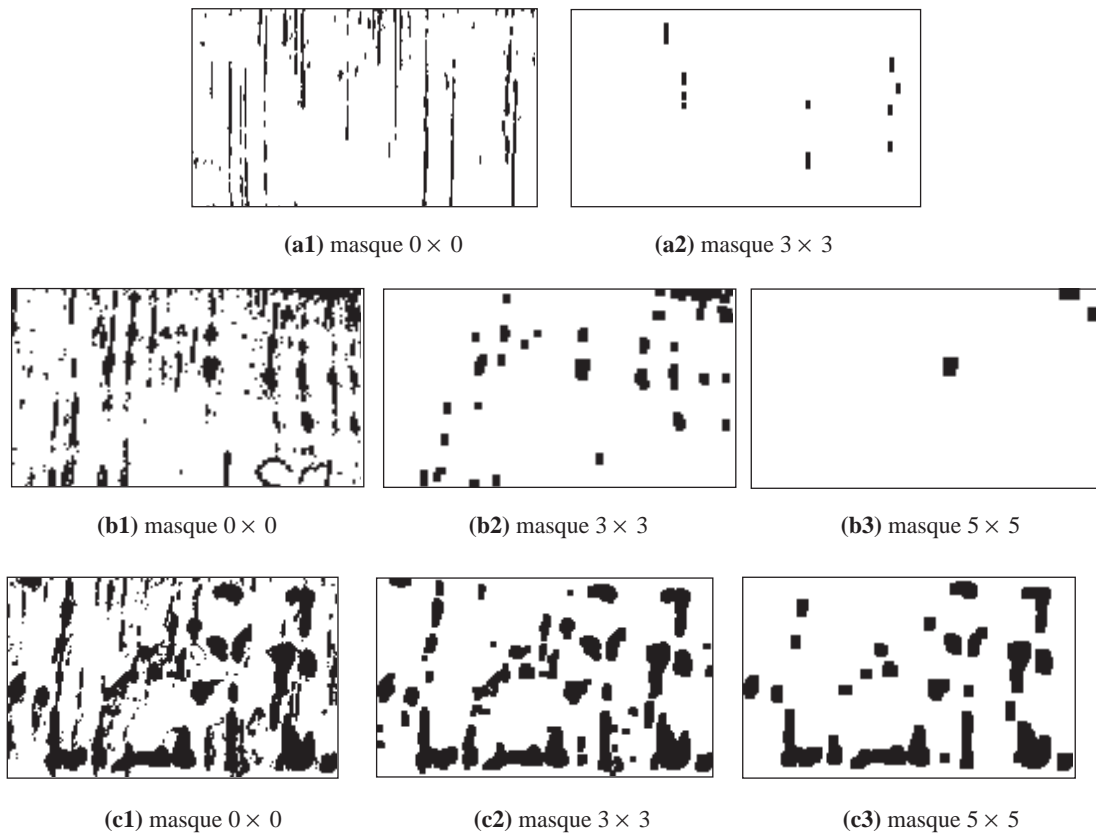 (a1) masque 0 × 0 (a2) masque 3 × 3
(b1) masque 0 × 0 (b2) masque 3 × 3 (b3) masque 5 × 5
(c1) masque 0 × 0 (c2) masque 3 × 3 (c3) masque 5 × 5